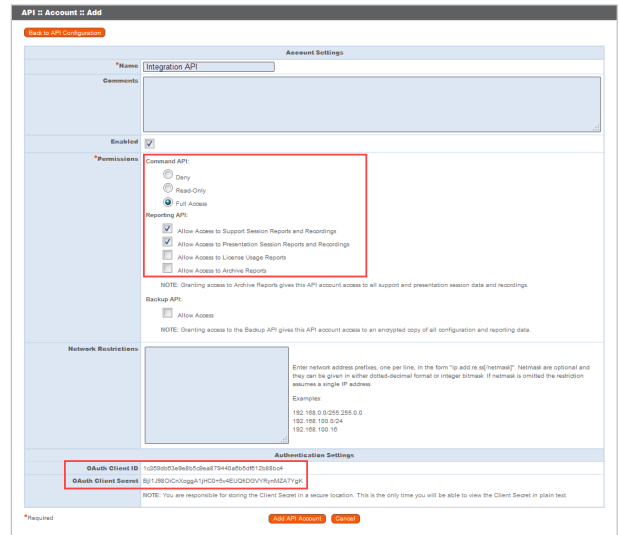 API :: Account :: Add
Back to API Configuration
Account Settings
*Name Integration API
Comments
Enabled
*Permissions
Command API:
Deny
Read-Only
Full Access
Reporting API:
Allow Access to Support Session Reports and Recordings
Allow Access to Presentation Session Reports and Recordings
Allow Access to License Usage Reports
Allow Access to Archive Reports
NOTE: Granting access to Archive Reports gives this API account access to all support and presentation session data and recordings.
Backup API:
Allow Access
NOTE: Granting access to the Backup API gives this API account access to an encrypted copy of all configuration and reporting data.
Network Restrictions
Enter network address prefixes, one per line, in the form "ip.add.re.ss[/netmask]". Netmask are optional and
they can be given in either dotted-decimal format or integer bitmask. If netmask is omitted the restriction
assumes a single IP address.
Examples:
192.168.0.0/255.255.0.0
192.168.100.0/24
192.168.100.16
Authentication Settings
OAuth Client ID
OAuth Client Secret
NOTE: You are responsible for storing the Client Secret in a secure location. This is the only time you will be able to view the Client Secret in plain text.
*Required
Add API Account
Cancel